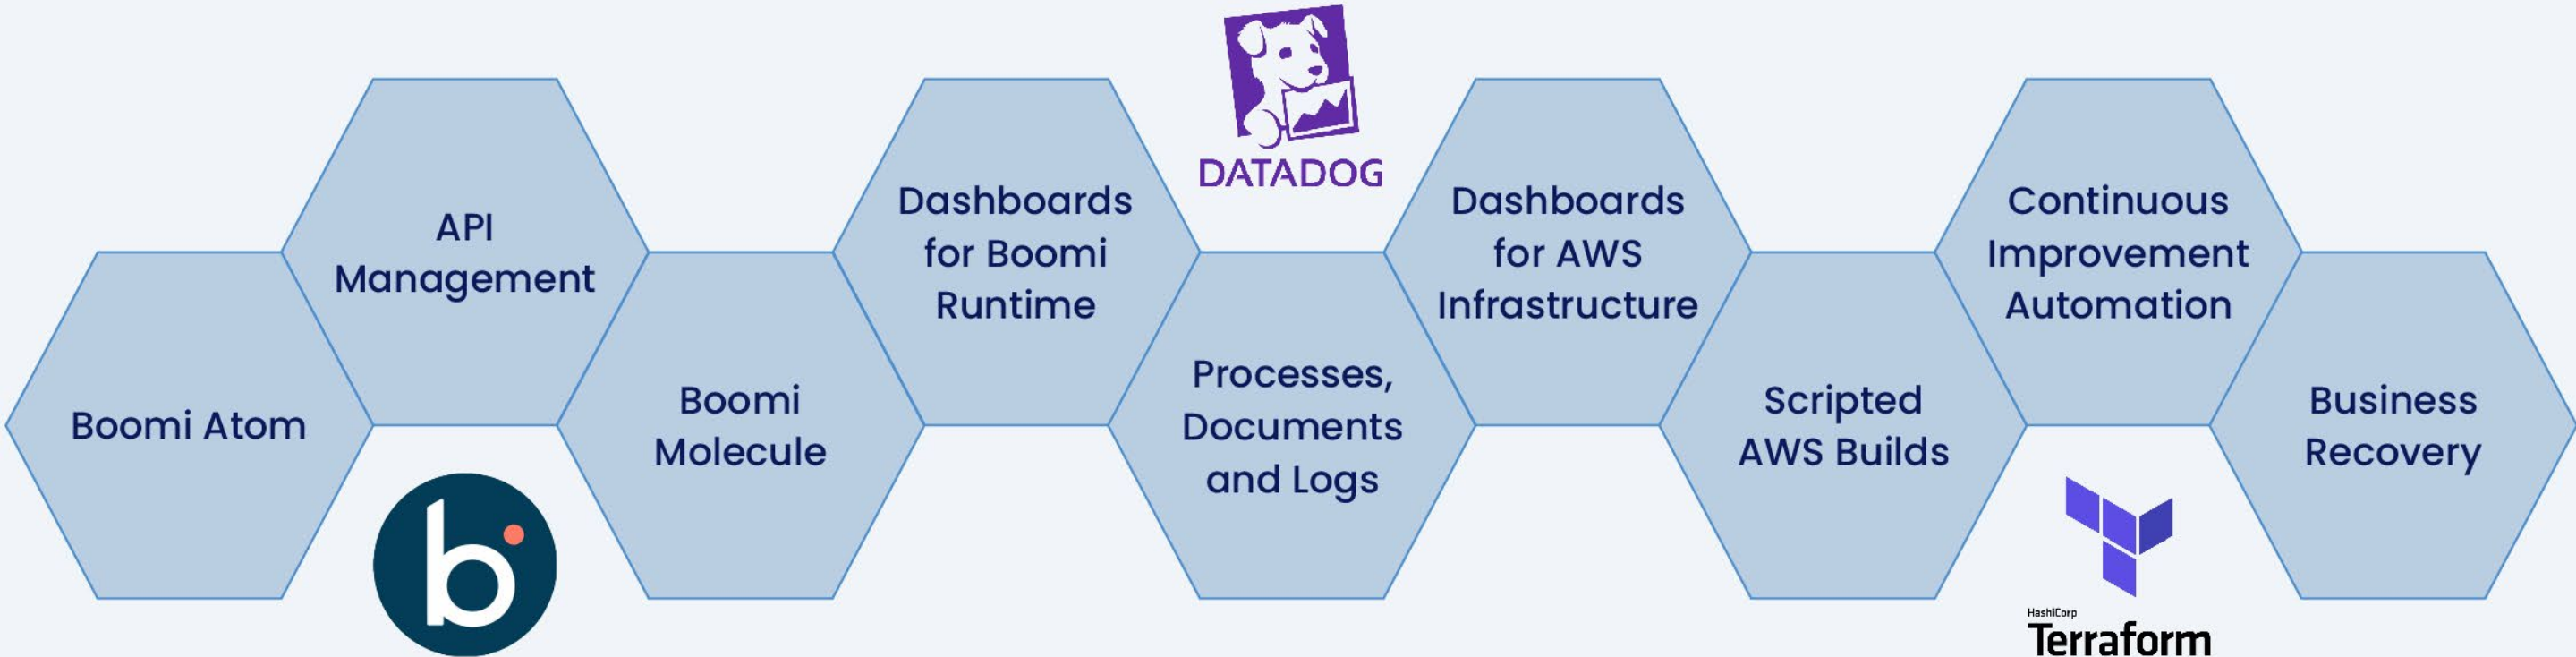 Boomi Atom
API
Management
b
Boomi
Molecule
Dashboards
for Boomi
Runtime
DATADOG
Processes,
Documents
and Logs
Dashboards
for AWS
Infrastructure
Scripted
AWS Builds
Continuous
Improvement
Automation
HashiCorp
Terraform
Business
Recovery